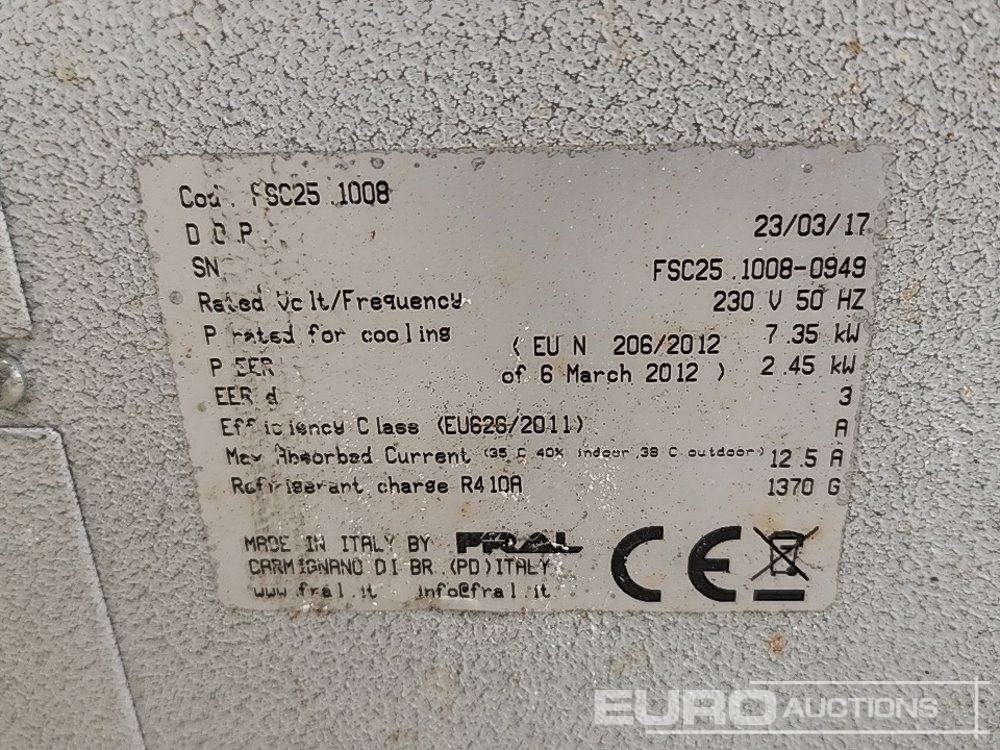 Cod. FSC25.1008
D.O.P. 23/03/17
SN. FSC25.1008-0949
Rated Volt/Frequency 230 V 50 HZ
P rated for cooling 7.35 kW
( EU N 206/2012
P EER 2.45 kW
of 6 March 2012 )
EER d 3
Efficiency Class (EU626/2011) A
Max Absorbed Current (35 C 40% indoor,38 C outdoor) 12.5 A
Refrigerant charge R410A 1370 G
MADE IN ITALY BY FRAL
CARMIGNANO DI BR.(PD)ITALY
www.fral.it info@fral.it
CE
EURO AUCTIONS